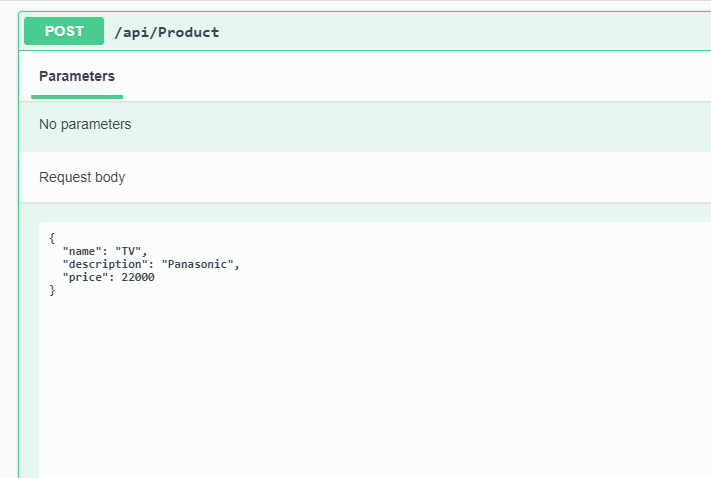 POST /api/Product
Parameters
No parameters
Request body
{
  "name": "TV",
  "description": "Panasonic",
  "price": 22000
}